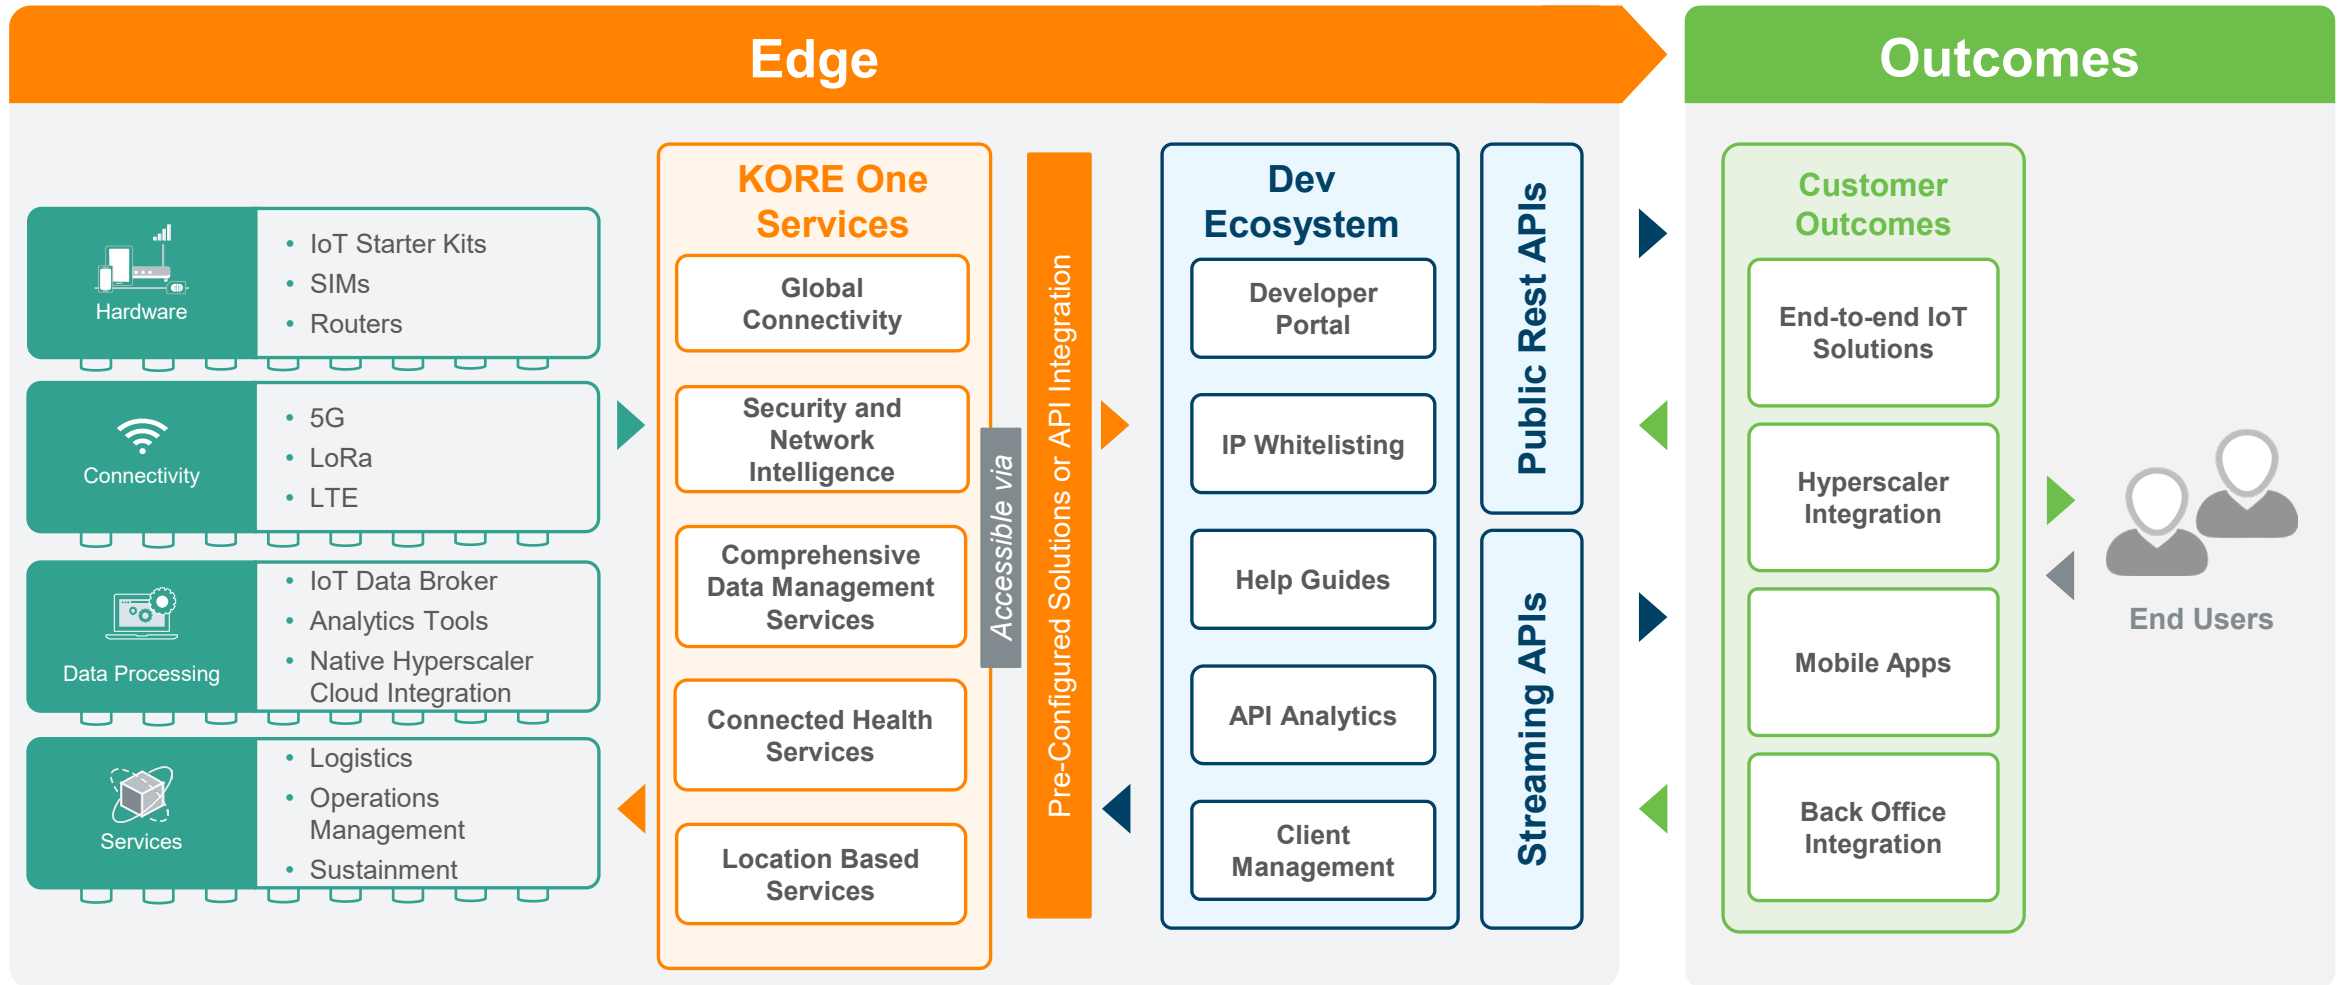 Edge
Outcomes
Hardware
• IoT Starter Kits
• SIMs
• Routers
Connectivity
• 5G
• LoRa
• LTE
Data Processing
• IoT Data Broker
• Analytics Tools
• Native Hyperscaler
Cloud Integration
Services
• Logistics
• Operations
Management
• Sustainment
KORE One
Services
Global
Connectivity
Security and
Network
Intelligence
Comprehensive
Data Management
Services
Connected Health
Services
Location Based
Services
Accessible via
Pre-Configured Solutions or API Integration
Dev
Ecosystem
Developer
Portal
IP Whitelisting
Help Guides
API Analytics
Client
Management
Public Rest APIs
Streaming APIs
Customer
Outcomes
End-to-end IoT
Solutions
Hyperscaler
Integration
Mobile Apps
Back Office
Integration
End Users